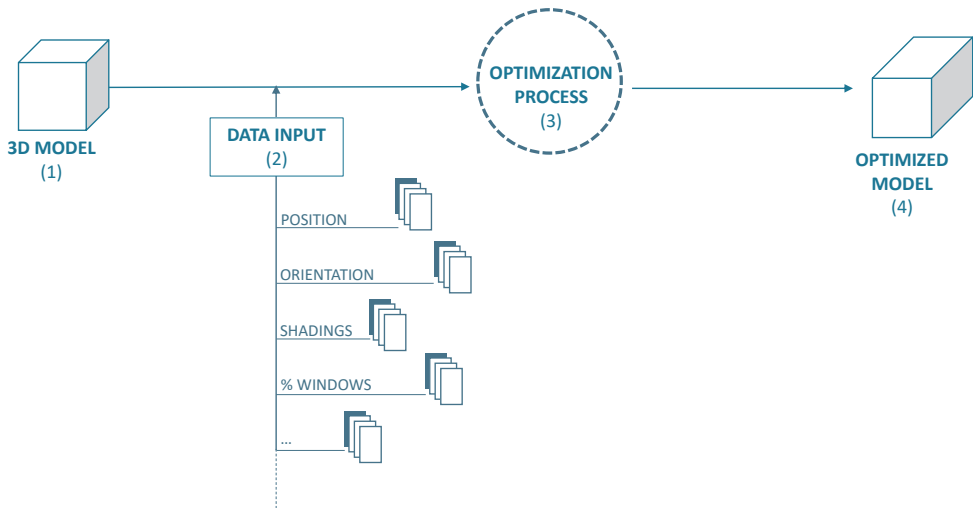 3D MODEL
(1)
DATA INPUT
(2)
OPTIMIZATION
PROCESS
(3)
OPTIMIZED
MODEL
(4)
POSITION
ORIENTATION
SHADINGS
% WINDOWS
...